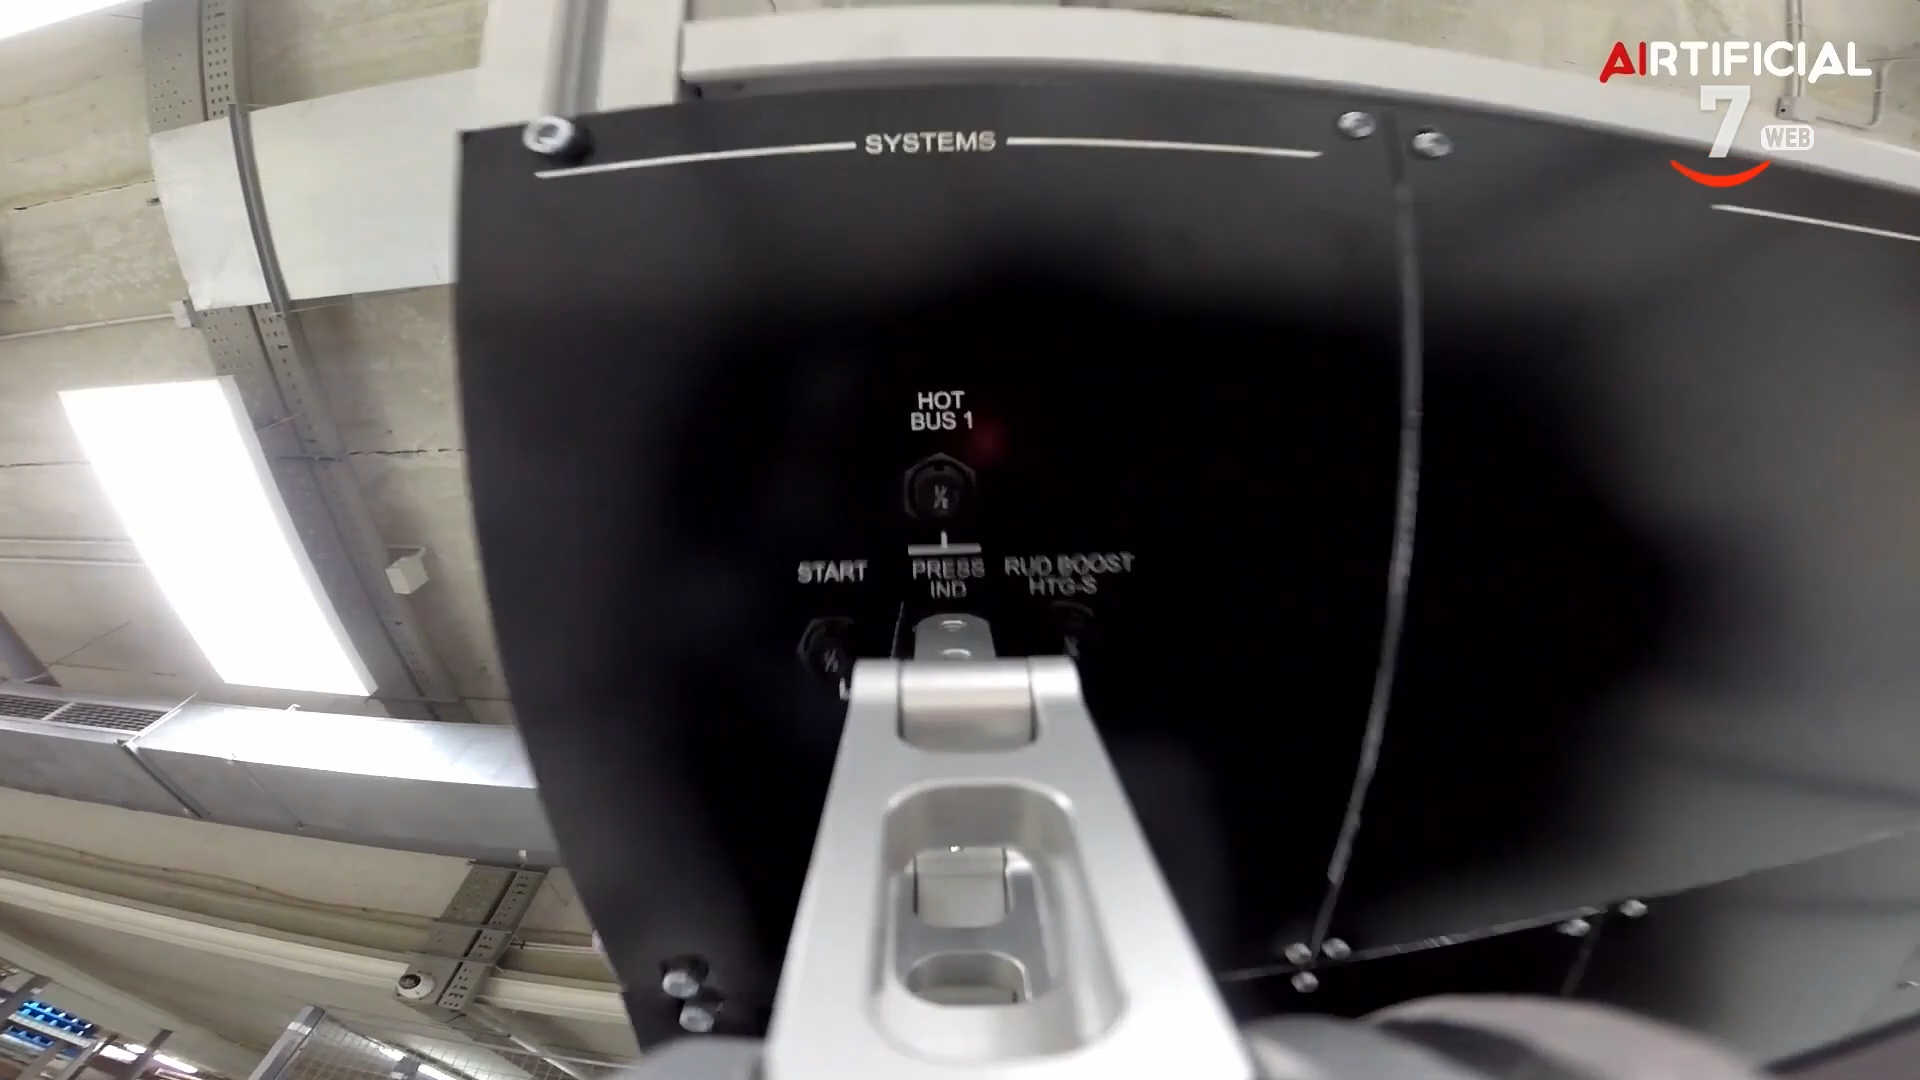 AIRTIFICIAL
7 WEB
SYSTEMS
HOT
BUS 1
START
PRESS
IND
RUD BOOST
HTG-S